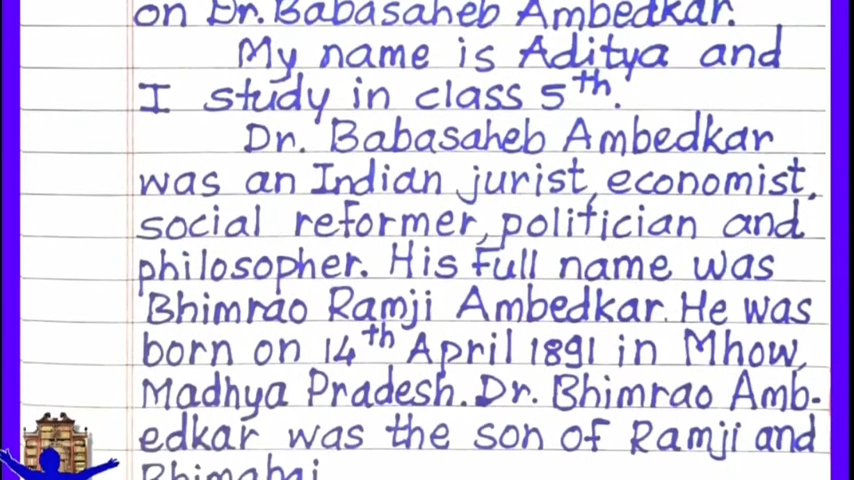 on Dr. Babasaheb Ambedkar.
My name is Aditya and
I study in class 5th.
Dr. Babasaheb Ambedkar
was an Indian jurist, economist,
social reformer, politician and
philosopher. His Full name was
Bhimrao Ramji Ambedkar. He was
born on 14th April 1891 in Mhow,
Madhya Pradesh. Dr. Bhimrao Amb-
edkar was the son of Ramji and
Bhimabai